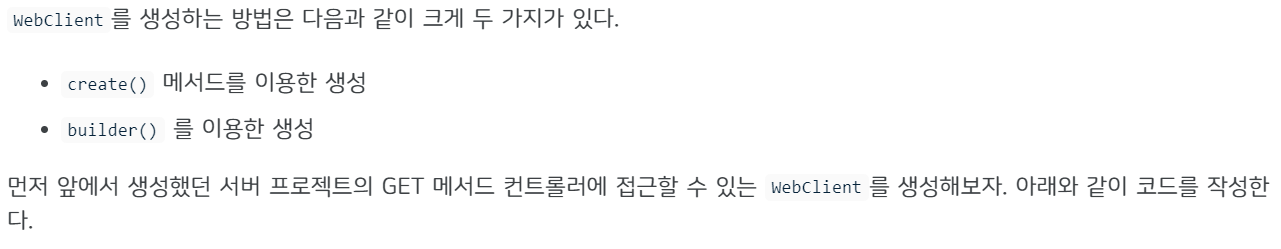 WebClient 를 생성하는 방법은 다음과 같이 크게 두 가지가 있다.
• create() 메서드를 이용한 생성
• builder() 를 이용한 생성
먼저 앞에서 생성했던 서버 프로젝트의 GET 메서드 컨트롤러에 접근할 수 있는 WebClient 를 생성해보자. 아래와 같이 코드를 작성한
다.